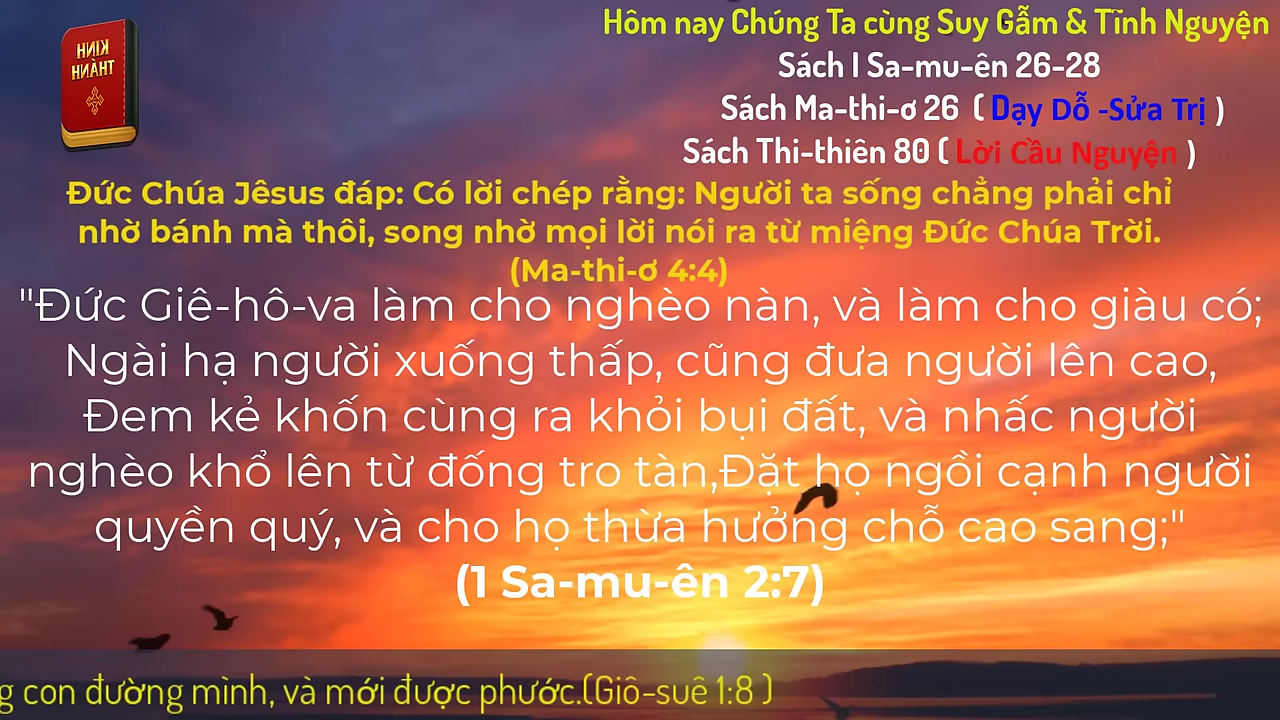 KINH
THÁNH
Hôm nay Chúng Ta cùng Suy Gẫm & Tĩnh Nguyện
Sách I Sa-mu-ên 26-28
Sách Ma-thi-ơ 26 ( Dạy Dỗ -Sửa Trị )
Sách Thi-thiên 80 ( Lời Cầu Nguyện )
Đức Chúa Jêsus đáp: Có lời chép rằng: Người ta sống chẳng phải chỉ
nhờ bánh mà thôi, song nhờ mọi lời nói ra từ miệng Đức Chúa Trời.
(Ma-thi-ơ 4:4)
"Đức Giê-hô-va làm cho nghèo nàn, và làm cho giàu có;
Ngài hạ người xuống thấp, cũng đưa người lên cao,
Đem kẻ khốn cùng ra khỏi bụi đất, và nhấc người
nghèo khổ lên từ đống tro tàn,Đặt họ ngồi cạnh người
quyền quý, và cho họ thừa hưởng chỗ cao sang;"
(1 Sa-mu-ên 2:7)
g con đường mình, và mới được phước.(Giô-suê 1:8 )